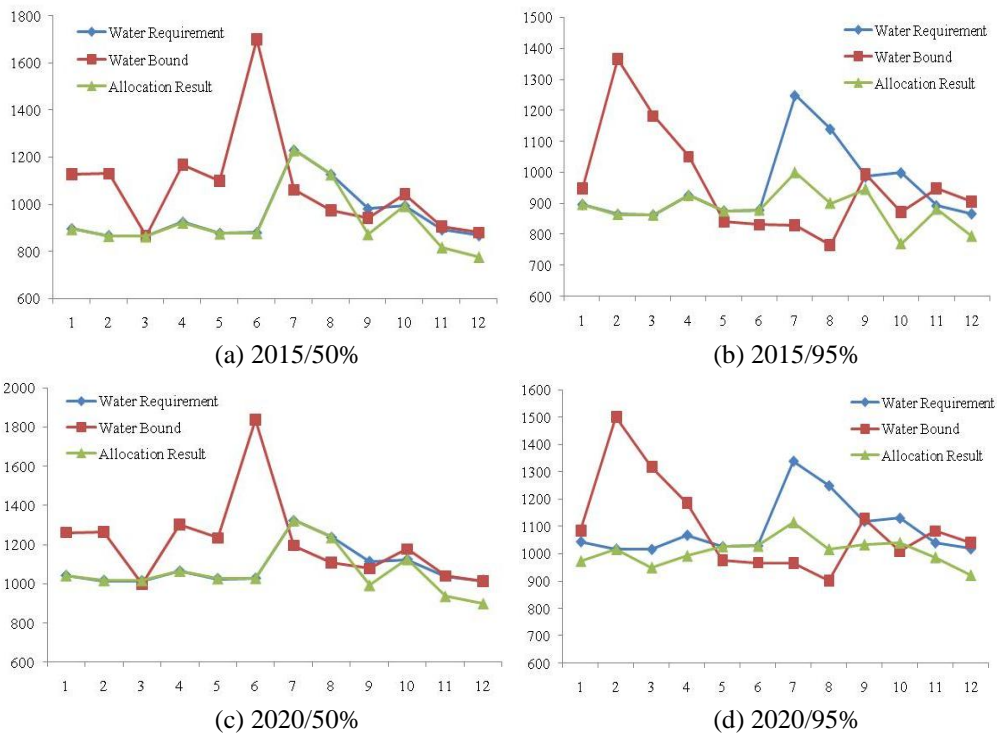 1800
1600
1400
1200
1000
800
600
Water Requirement
Water Bound
Allocation Result
1 2 3 4 5 6 7 8 9 10 11 12
(a) 2015/50%
1500
1400
1300
1200
1100
1000
900
800
700
600
Water Requirement
Water Bound
Allocation Result
1 2 3 4 5 6 7 8 9 10 11 12
(b) 2015/95%
2000
1800
1600
1400
1200
1000
800
600
Water Requirement
Water Bound
Allocation Result
1 2 3 4 5 6 7 8 9 10 11 12
(c) 2020/50%
1600
1500
1400
1300
1200
1100
1000
900
800
700
600
Water Requirement
Water Bound
Allocation Result
1 2 3 4 5 6 7 8 9 10 11 12
(d) 2020/95%